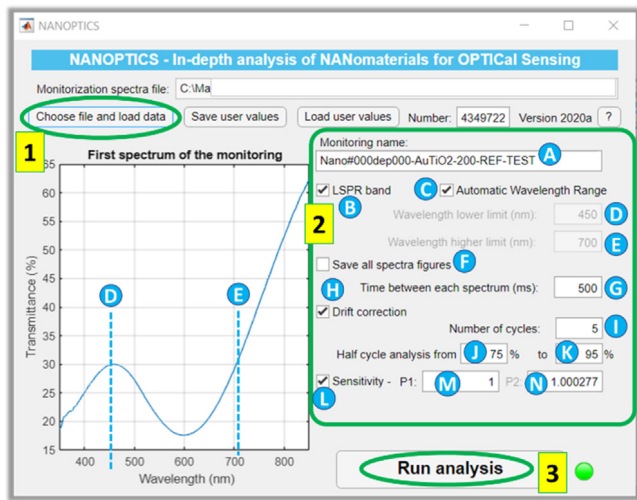 NANOPTICS
NANOPTICS - In-depth analysis of NANomaterials for OPTICal Sensing
Monitorization spectra file: C:\Ma
Choose file and load data Save user values Load user values Number: 4349722 Version 2020a ?
1
First spectrum of the monitoring
65
55
50
45
40
35
30
25
20
15
Transmittance (%)
D E
400 500 600 700 800
Wavelength (nm)
2
Monitoring name:
Nano#000dep000-AuTiO2-200-REF-TEST A
LSPR band C Automatic Wavelength Range
B Wavelength lower limit (nm): 450 D
Wavelength higher limit (nm): 700 E
Save all spectra figures F
H Time between each spectrum (ms): 500 G
Drift correction
Number of cycles: 5 I
Half cycle analysis from J 75 % to K 95 %
Sensitivity - P1: M 1 P2: N 1.000277
L
Run analysis 3